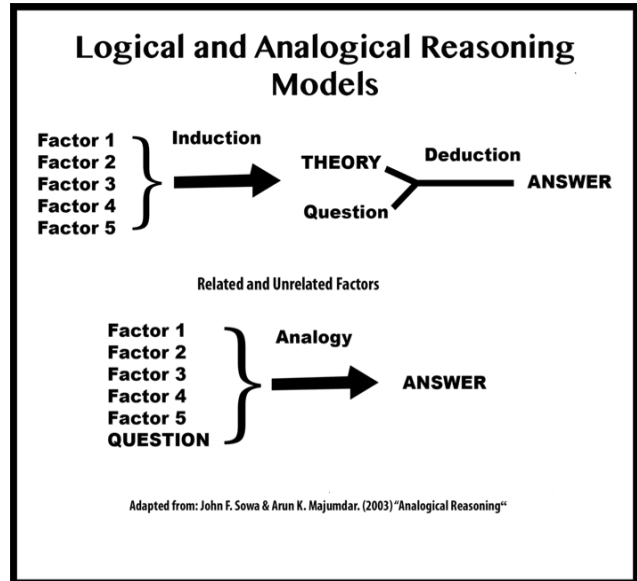 Logical and Analogical Reasoning
Models
Factor 1
Factor 2
Factor 3
Factor 4
Factor 5
Induction
THEORY
Question
Deduction
ANSWER
Related and Unrelated Factors
Factor 1
Factor 2
Factor 3
Factor 4
Factor 5
QUESTION
Analogy
ANSWER
Adapted from: John F. Sowa & Arun K. Majumdar. (2003) “Analogical Reasoning“